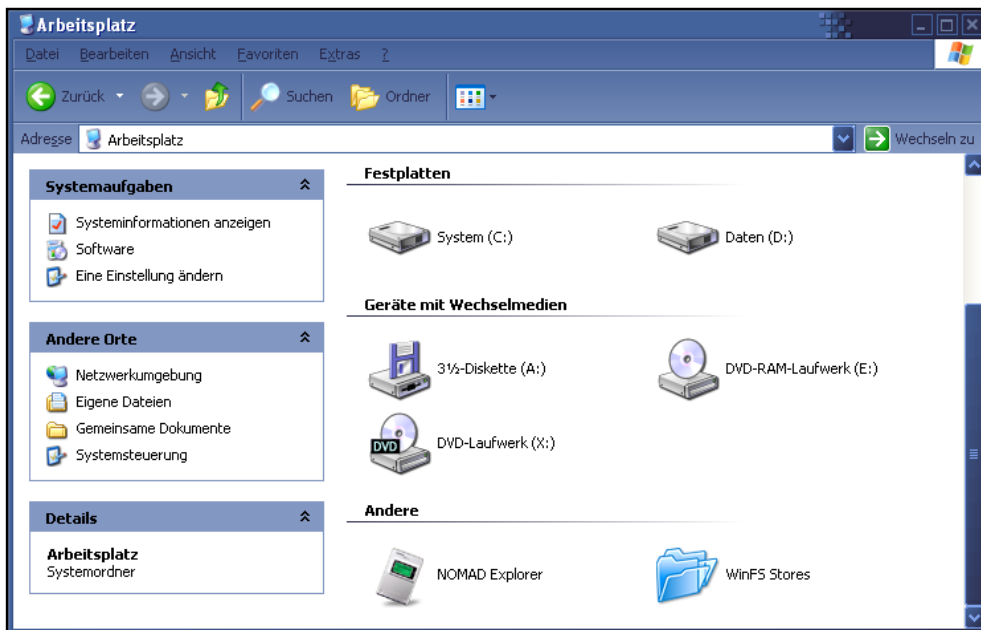 Arbeitsplatz
Datei Bearbeiten Ansicht Favoriten Extras ?
Zurück Suchen Ordner
Adresse Arbeitsplatz Wechseln zu
Systemaufgaben
Systeminformationen anzeigen
Software
Eine Einstellung ändern
Andere Orte
Netzwerkumgebung
Eigene Dateien
Gemeinsame Dokumente
Systemsteuerung
Details
Arbeitsplatz
Systemordner
Festplatten
System (C:) Daten (D:)
Geräte mit Wechselmedien
3½-Diskette (A:) DVD-RAM-Laufwerk (E:)
DVD DVD-Laufwerk (X:)
Andere
NOMAD Explorer WinFS Stores